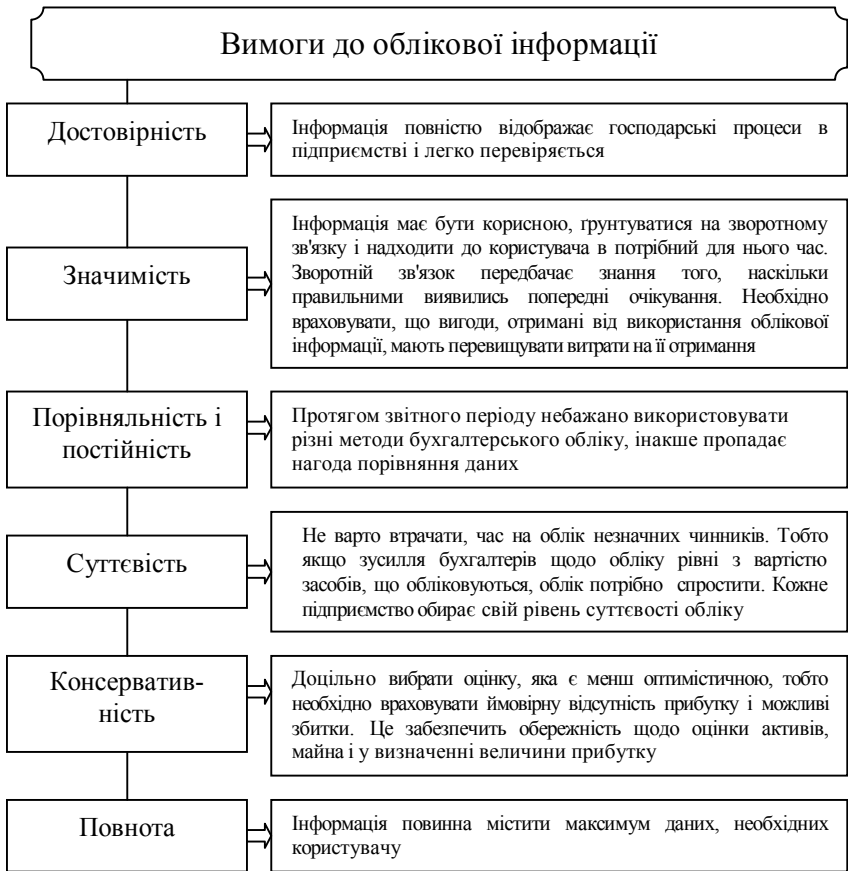 Вимоги до облікової інформації
Достовірність
Інформація повністю відображає господарські процеси в
підприємстві і легко перевіряється
Значимість
Інформація має бути корисною, ґрунтуватися на зворотному
зв'язку і надходити до користувача в потрібний для нього час.
Зворотній зв'язок передбачає знання того, наскільки
правильними виявились попередні очікування. Необхідно
враховувати, що вигоди, отримані від використання облікової
інформації, мають перевищувати витрати на її отримання
Порівняльність і
постійність
Протягом звітного періоду небажано використовувати
різні методи бухгалтерського обліку, інакше пропадає
нагода порівняння даних
Суттєвість
Не варто втрачати, час на облік незначних чинників. Тобто
якщо зусилля бухгалтерів щодо обліку рівні з вартістю
засобів, що обліковуються, облік потрібно спростити. Кожне
підприємство обирає свій рівень суттєвості обліку
Консерватив-
ність
Доцільно вибрати оцінку, яка є менш оптимістичною, тобто
необхідно враховувати ймовірну відсутність прибутку і можливі
збитки. Це забезпечить обережність щодо оцінки активів,
майна і у визначенні величини прибутку
Повнота
Інформація повинна містити максимум даних, необхідних
користувачу